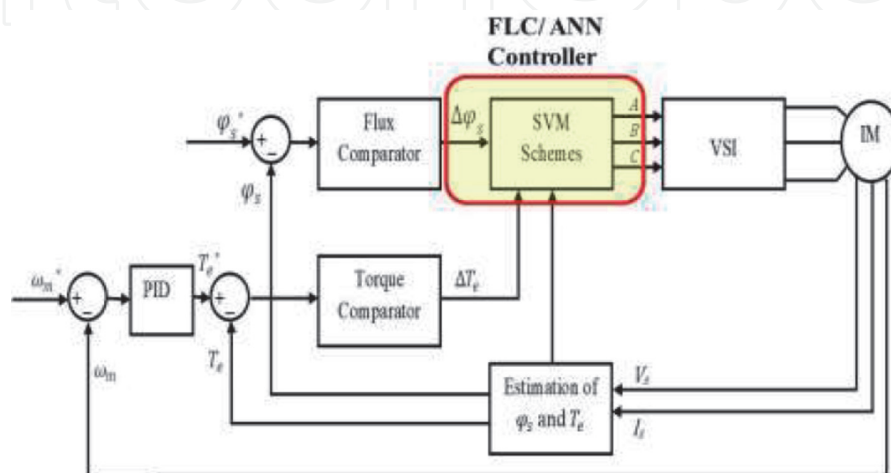 FLC/ ANN
Controller
φs*
+
−
Flux
Comparator
Δφs
SVM
Schemes
A
B
C
VSI
IM
φs
ωm*
+
−
PID
Te*
+
−
Torque
Comparator
ΔTe
ωm
Te
Estimation of
φs and Te
Vs
Is